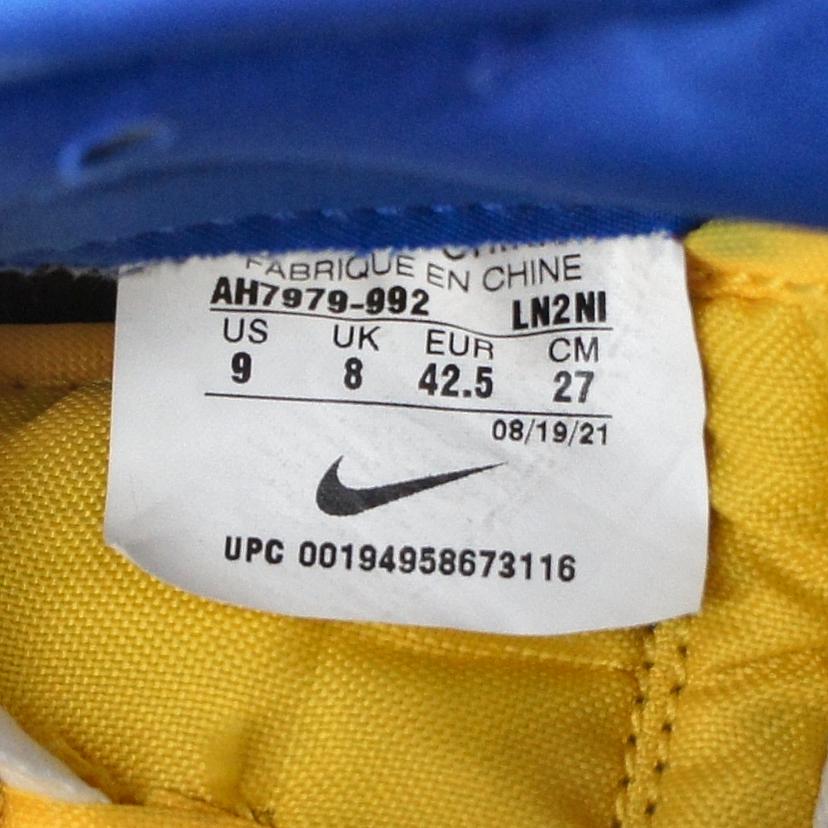 FABRIQUE EN CHINE
AH7979-992 LN2NI
US UK EUR CM
9 8 42.5 27
08/19/21
UPC 00194958673116